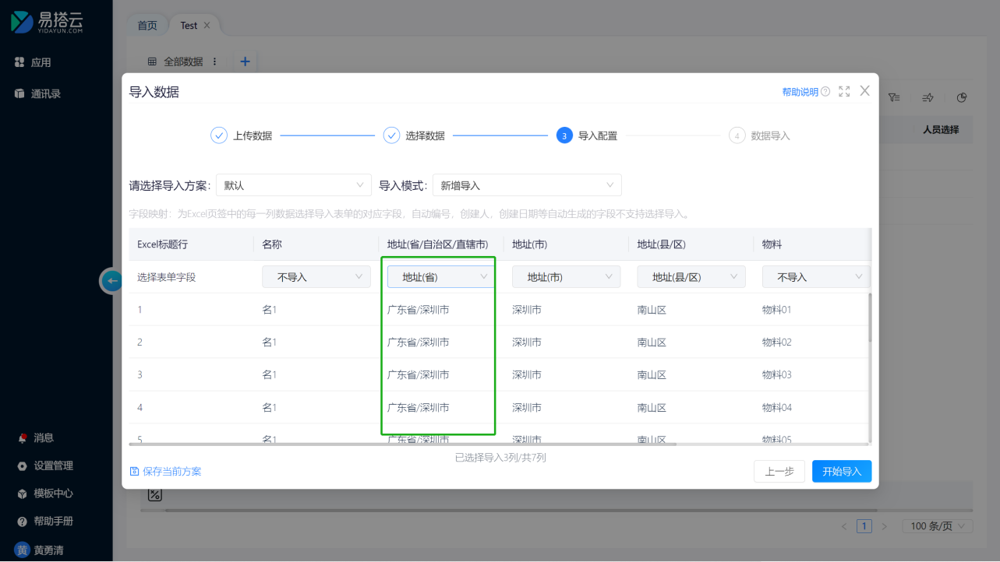 易搭云
YIDAYUN.COM
应用
通讯录
消息
设置管理
模板中心
帮助手册
黄 黄勇清
首页 Test
全部数据
人员选择
导入数据 帮助说明
上传数据 选择数据 3 导入配置 4 数据导入
请选择导入方案: 默认 导入模式: 新增导入
字段映射：为Excel页签中的每一列数据选择导入表单的对应字段，自动编号，创建人，创建日期等自动生成的字段不支持选择导入。
Excel标题行 名称 地址(省/自治区/直辖市) 地址(市) 地址(县/区) 物料
选择表单字段 不导入 地址(省) 地址(市) 地址(县/区) 不导入
1 名1 广东省/深圳市 深圳市 南山区 物料01
2 名1 广东省/深圳市 深圳市 南山区 物料02
3 名1 广东省/深圳市 深圳市 南山区 物料03
4 名1 广东省/深圳市 深圳市 南山区 物料04
5 名1 广东省/深圳市 深圳市 南山区 物料05
已选择导入3列/共7列
保存当前方案 上一步 开始导入
1 100 条/页